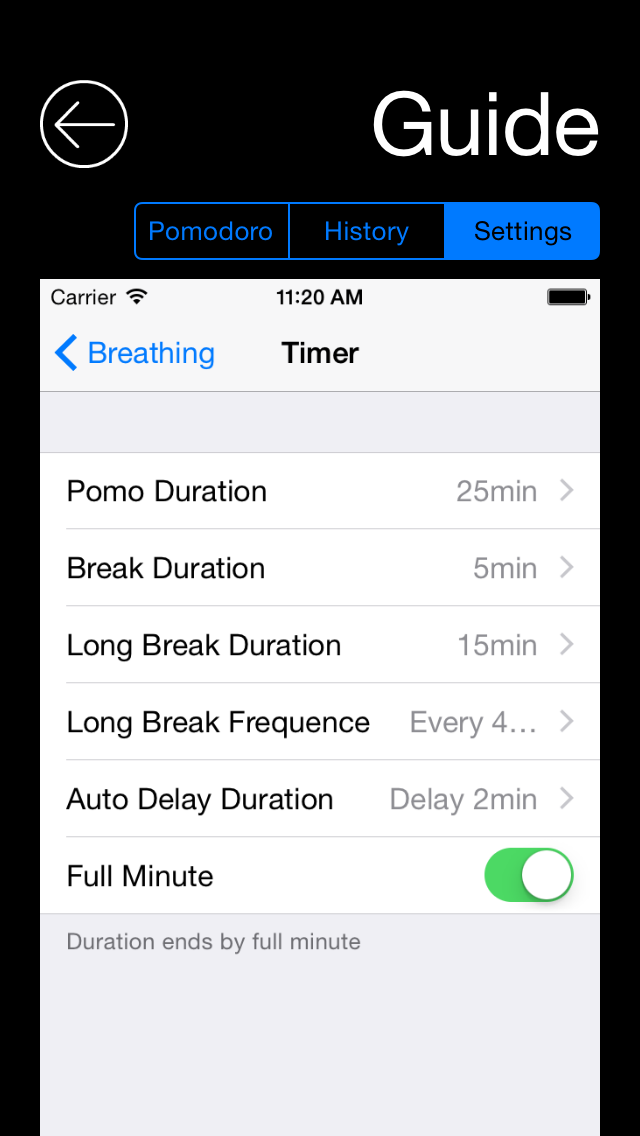 Guide
Pomodoro History Settings
Carrier 11:20 AM
Breathing Timer
Pomo Duration 25min
Break Duration 5min
Long Break Duration 15min
Long Break Frequence Every 4...
Auto Delay Duration Delay 2min
Full Minute
Duration ends by full minute